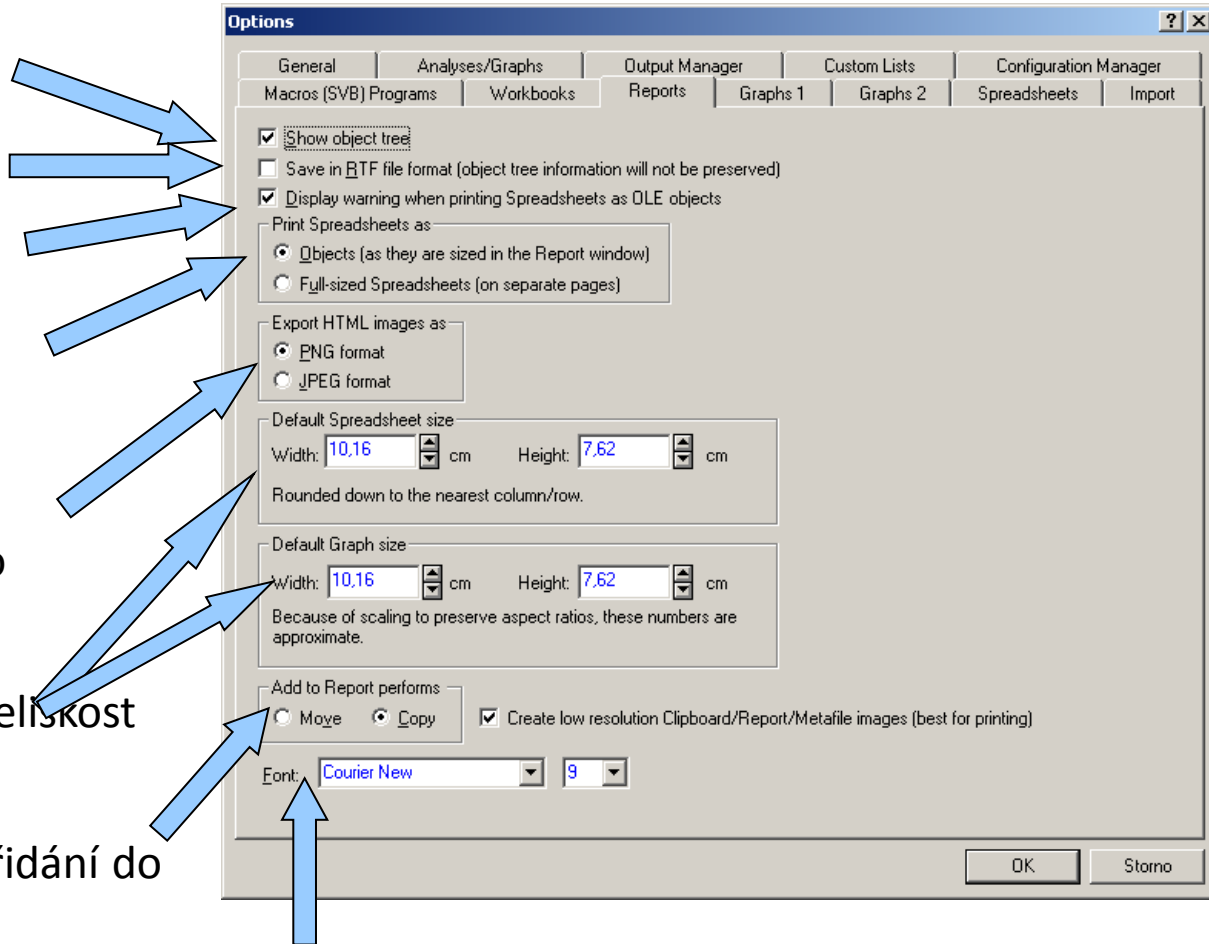 Options
General Analyses/Graphs Output Manager Custom Lists Configuration Manager
Macros (SVB) Programs Workbooks Reports Graphs 1 Graphs 2 Spreadsheets Import
Show object tree
Save in RTF file format (object tree information will not be preserved)
Display warning when printing Spreadsheets as OLE objects
Print Spreadsheets as
Objects (as they are sized in the Report window)
Full-sized Spreadsheets (on separate pages)
Export HTML images as
PNG format
JPEG format
Default Spreadsheet size
Width: 10,16 cm Height: 7,62 cm
Rounded down to the nearest column/row.
Default Graph size
Width: 10,16 cm Height: 7,62 cm
Because of scaling to preserve aspect ratios, these numbers are
approximate.
Add to Report performs
Move Copy Create low resolution Clipboard/Report/Metafile images (best for printing)
Font: Courier New 9
OK Storno
o
eliskost
řidání do